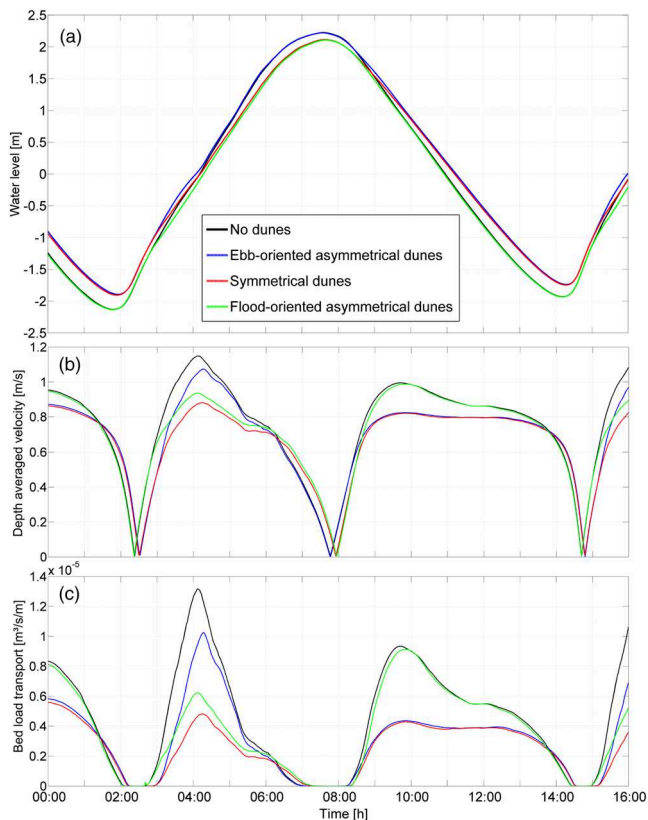 2.5
(a)
2
1.5
1
0.5
0
-0.5
-1
-1.5
-2
-2.5
Water level [m]
No dunes
Ebb-oriented asymmetrical dunes
Symmetrical dunes
Flood-oriented asymmetrical dunes
1.2
(b)
1
0.8
0.6
0.4
0.2
0
Depth averaged velocity [m/s]
x 10⁻⁵
1.4
(c)
1.2
1
0.8
0.6
0.4
0.2
0
Bed load transport [m³/s/m]
00:00 02:00 04:00 06:00 08:00 10:00 12:00 14:00 16:00
Time [h]